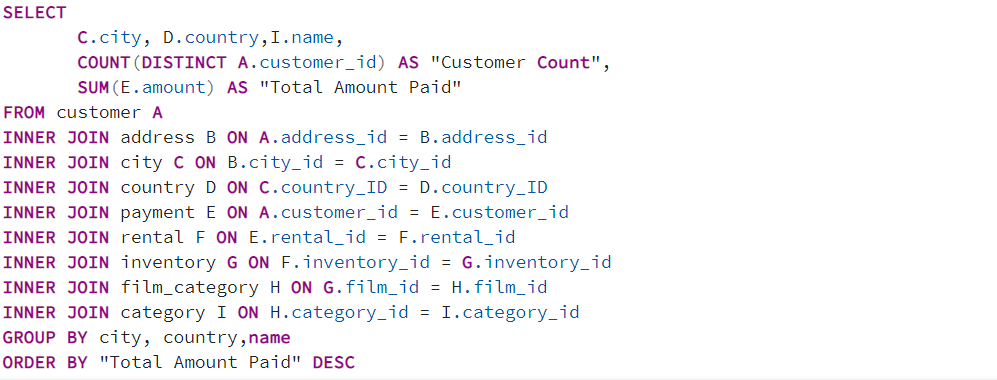 SELECT
C.city, D.country,I.name,
COUNT(DISTINCT A.customer_id) AS "Customer Count",
SUM(E.amount) AS "Total Amount Paid"
FROM customer A
INNER JOIN address B ON A.address_id = B.address_id
INNER JOIN city C ON B.city_id = C.city_id
INNER JOIN country D ON C.country_ID = D.country_ID
INNER JOIN payment E ON A.customer_id = E.customer_id
INNER JOIN rental F ON E.rental_id = F.rental_id
INNER JOIN inventory G ON F.inventory_id = G.inventory_id
INNER JOIN film_category H ON G.film_id = H.film_id
INNER JOIN category I ON H.category_id = I.category_id
GROUP BY city, country,name
ORDER BY "Total Amount Paid" DESC